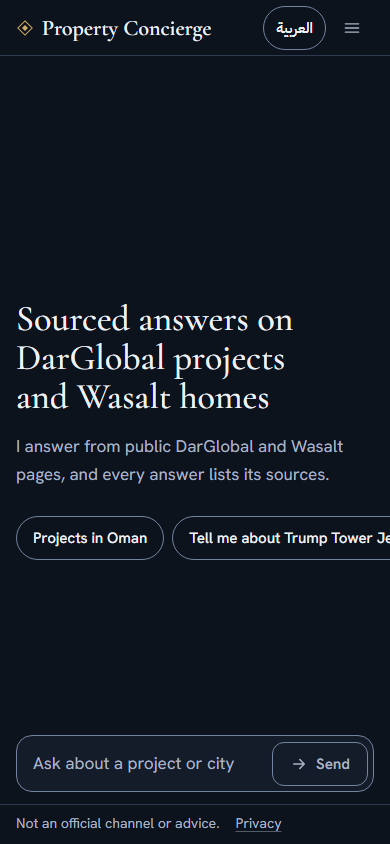 Property Concierge
العربية
Sourced answers on
DarGlobal projects
and Wasalt homes
I answer from public DarGlobal and Wasalt
pages, and every answer lists its sources.
Projects in Oman
Tell me about Trump Tower Je
Ask about a project or city
Send
Not an official channel or advice. Privacy